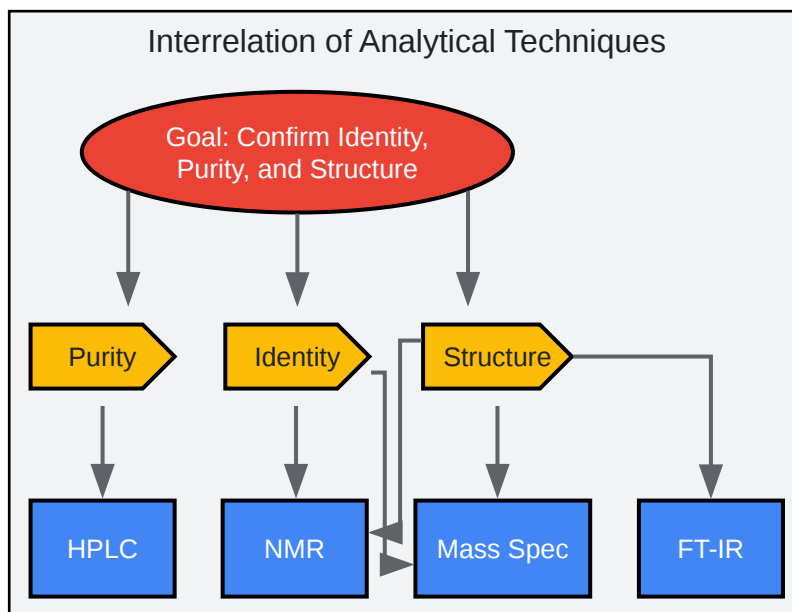 Interrelation of Analytical Techniques
Goal: Confirm Identity,
Purity, and Structure
Purity
Identity
Structure
HPLC
NMR
Mass Spec
FT-IR